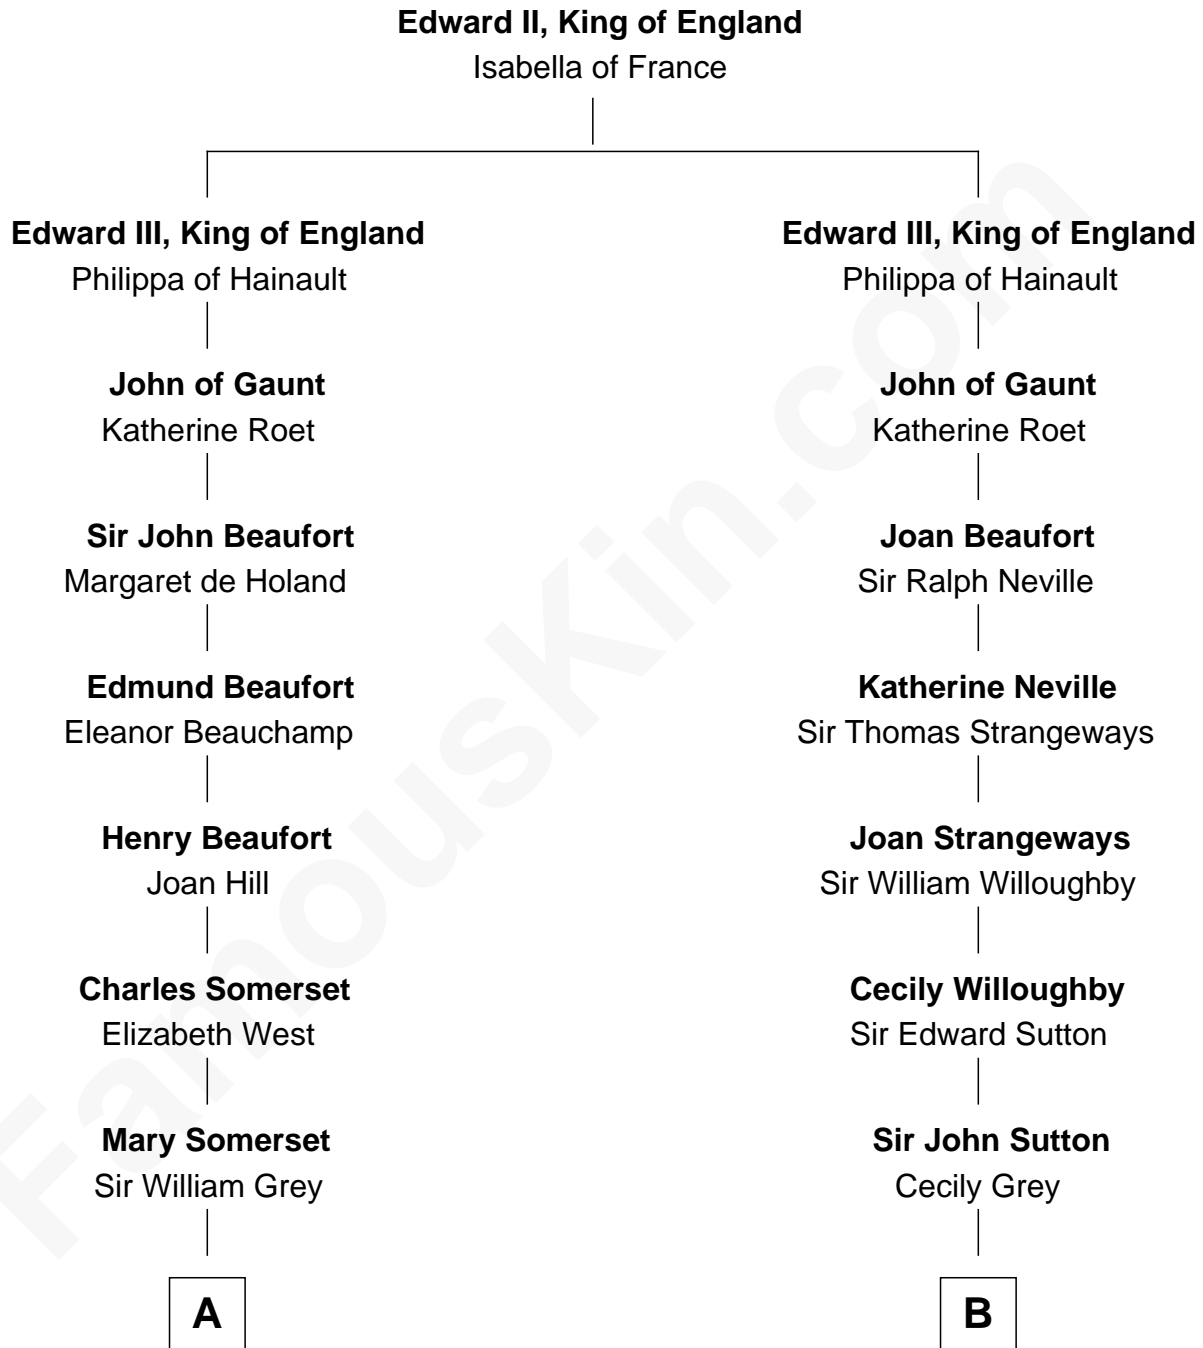 Edward II, King of England
Isabella of France
Edward III, King of England
Philippa of Hainault
John of Gaunt
Katherine Roet
Sir John Beaufort
Margaret de Holand
Edmund Beaufort
Eleanor Beauchamp
Henry Beaufort
Joan Hill
Charles Somerset
Elizabeth West
Mary Somerset
Sir William Grey
A
Edward III, King of England
Philippa of Hainault
John of Gaunt
Katherine Roet
Joan Beaufort
Sir Ralph Neville
Katherine Neville
Sir Thomas Strangeways
Joan Strangeways
Sir William Willoughby
Cecily Willoughby
Sir Edward Sutton
Sir John Sutton
Cecily Grey
B
FamousKin.com